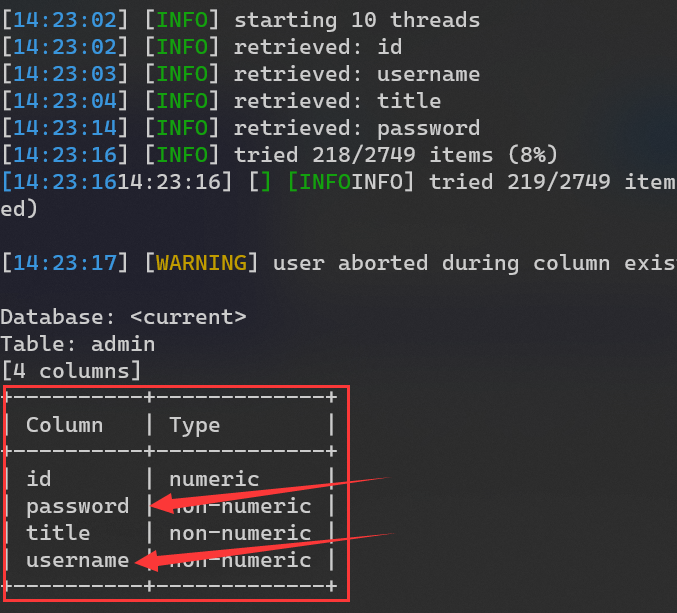 [14:23:02] [INFO] starting 10 threads
[14:23:02] [INFO] retrieved: id
[14:23:03] [INFO] retrieved: username
[14:23:04] [INFO] retrieved: title
[14:23:14] [INFO] retrieved: password
[14:23:16] [INFO] tried 218/2749 items (8%)
[14:23:1614:23:16] [] [INFOINFO] tried 219/2749 item
ed)
[14:23:17] [WARNING] user aborted during column exis
Database: <current>
Table: admin
[4 columns]
+----------+-------------+
| Column | Type |
+----------+-------------+
| id | numeric |
| password | non-numeric |
| title | non-numeric |
| username | non-numeric |
+----------+-------------+